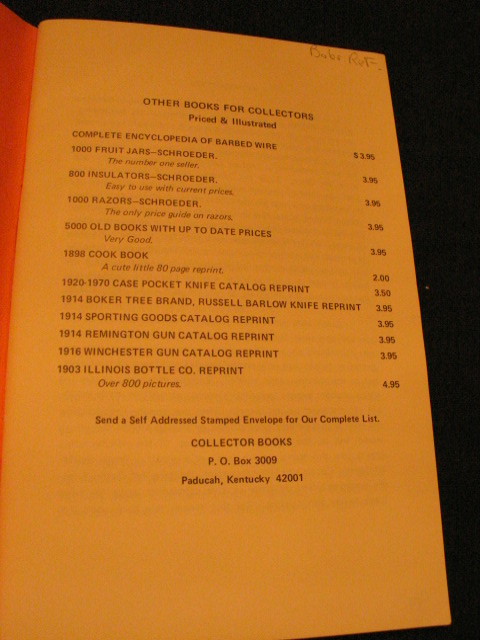 Babe Ruth.
OTHER BOOKS FOR COLLECTORS
Priced & Illustrated
COMPLETE ENCYCLOPEDIA OF BARBED WIRE $3.95
1000 FRUIT JARS—SCHROEDER. 3.95
The number one seller.
800 INSULATORS—SCHROEDER. 3.95
Easy to use with current prices.
1000 RAZORS—SCHROEDER. 3.95
The only price guide on razors.
5000 OLD BOOKS WITH UP TO DATE PRICES 3.95
Very Good.
1898 COOK BOOK 2.00
A cute little 80 page reprint.
1920-1970 CASE POCKET KNIFE CATALOG REPRINT 3.50
1914 BOKER TREE BRAND, RUSSELL BARLOW KNIFE REPRINT 3.95
1914 SPORTING GOODS CATALOG REPRINT 3.95
1914 REMINGTON GUN CATALOG REPRINT 3.95
1916 WINCHESTER GUN CATALOG REPRINT 3.95
1903 ILLINOIS BOTTLE CO. REPRINT 4.95
Over 800 pictures.
Send a Self Addressed Stamped Envelope for Our Complete List.
COLLECTOR BOOKS
P. O. Box 3009
Paducah, Kentucky 42001